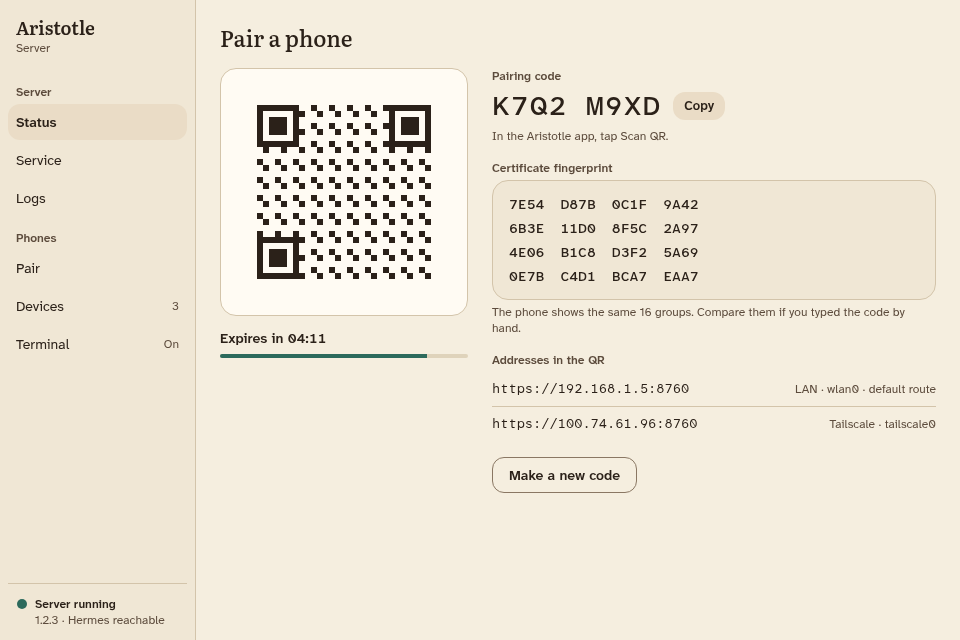 Aristotle
Server
Server
Status
Service
Logs
Phones
Pair
Devices 3
Terminal On
Server running
1.2.3 · Hermes reachable
Pair a phone
Expires in 04:11
Pairing code
K7Q2 M9XD Copy
In the Aristotle app, tap Scan QR.
Certificate fingerprint
7E54 D87B 0C1F 9A42
6B3E 11D0 8F5C 2A97
4E06 B1C8 D3F2 5A69
0E7B C4D1 BCA7 EAA7
The phone shows the same 16 groups. Compare them if you typed the code by
hand.
Addresses in the QR
https://192.168.1.5:8760 LAN · wlan0 · default route
https://100.74.61.96:8760 Tailscale · tailscale0
Make a new code